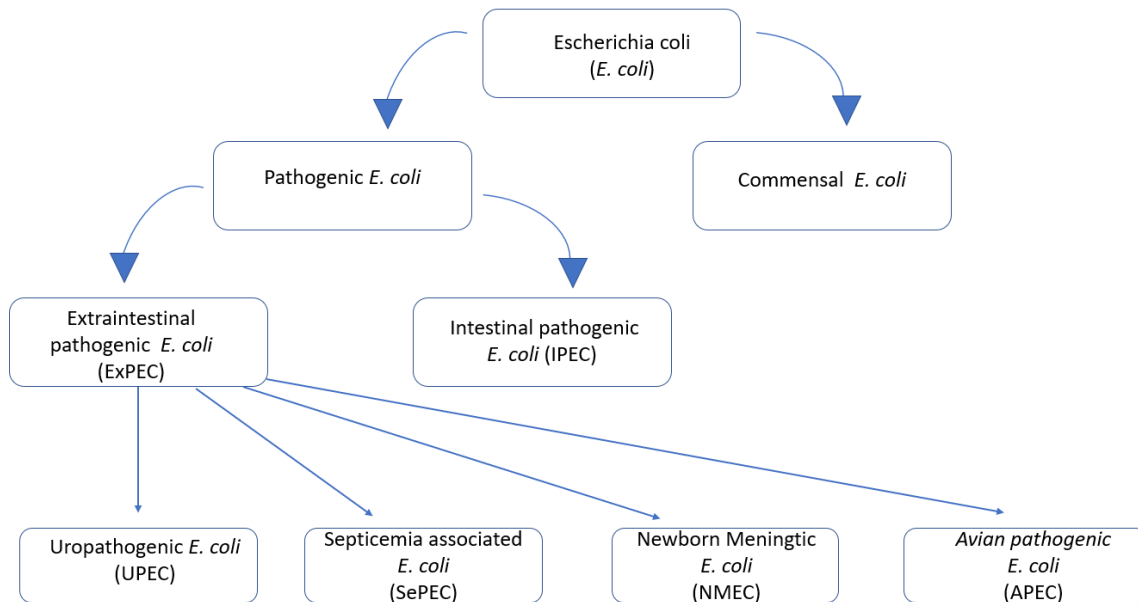 Escherichia coli
(E. coli)
Pathogenic E. coli
Commensal E. coli
Extraintestinal
pathogenic E. coli
(ExPEC)
Intestinal pathogenic
E. coli (IPEC)
Uropathogenic E. coli
(UPEC)
Septicemia associated
E. coli
(SePEC)
Newborn Meningtic
E. coli
(NMEC)
Avian pathogenic
E. coli
(APEC)